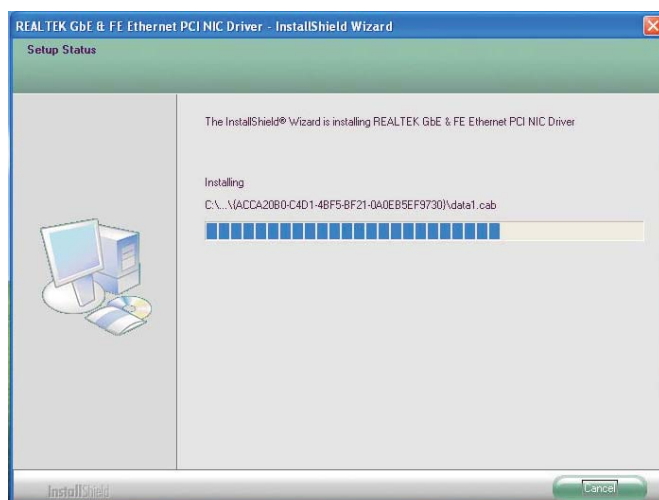 REALTEK GbE & FE Ethernet PCI NIC Driver - InstallShield Wizard
Setup Status
The InstallShield® Wizard is installing REALTEK GbE & FE Ethernet PCI NIC Driver
Installing
C:\...\{ACCA20B0-C4D1-4BF5-BF21-0A0EB5EF9730}\data1.cab
InstallShield
Cancel